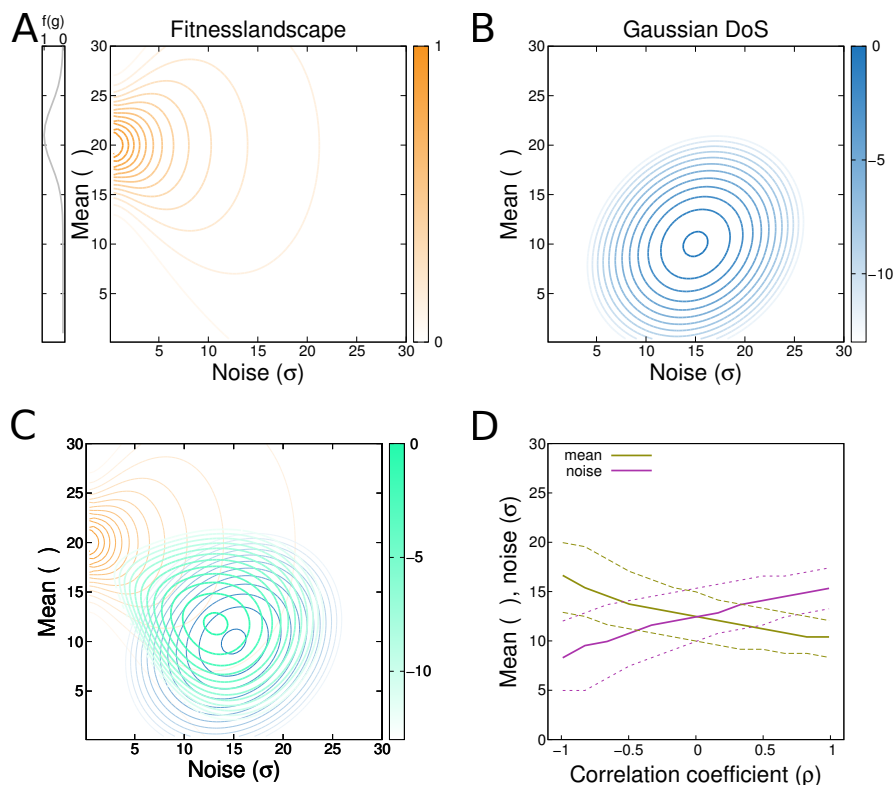 A
f(g)
1 0
Fitnesslandscape
30
25
20
15
10
5
Mean ( )
5 10 15 20 25 30
Noise (σ)
1
0
B
Gaussian DoS
30
25
20
15
10
5
Mean ( )
5 10 15 20 25 30
Noise (σ)
0
−5
−10
C
30
25
20
15
10
5
Mean ( )
5 10 15 20 25 30
Noise (σ)
0
−5
−10
D
mean
noise
30
25
20
15
10
5
0
Mean ( ), noise (σ)
−1 −0.5 0 0.5 1
Correlation coefficient (ρ)